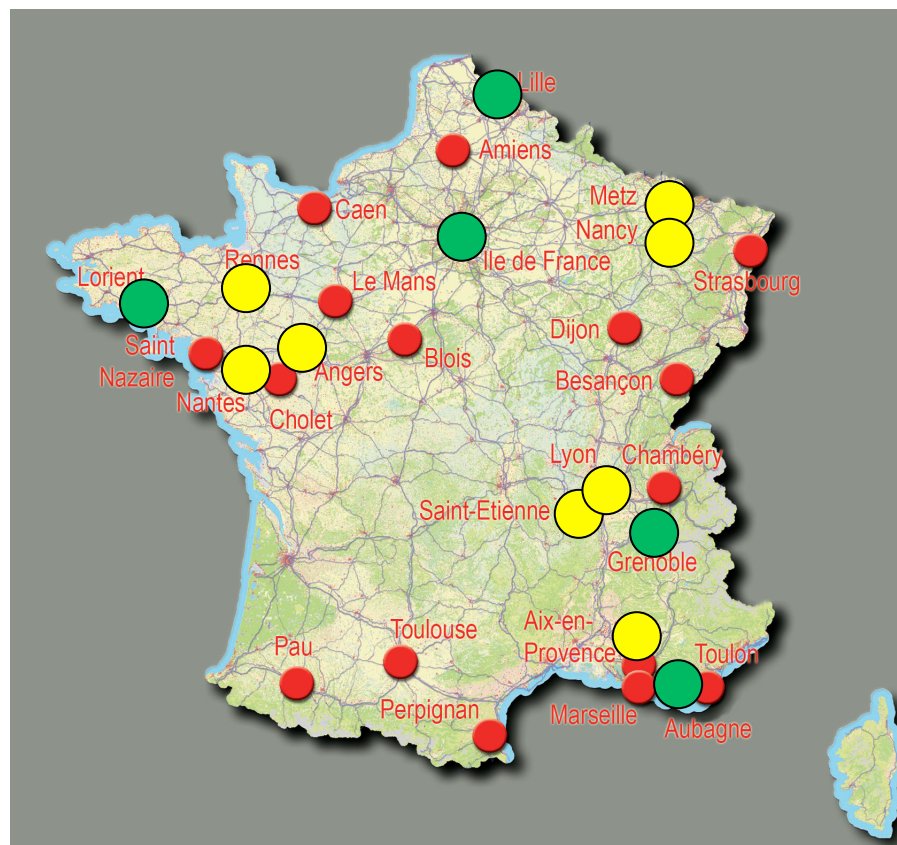 Lille
Amiens
Metz
Caen
Nancy
Ile de France
Rennes
Lorient
Le Mans
Strasbourg
Dijon
Saint
Nazaire
Blois
Angers
Besançon
Nantes
Cholet
Lyon
Chambéry
Saint-Etienne
Grenoble
Aix-en-
Provence
Toulouse
Pau
Toulon
Perpignan
Marseille
Aubagne